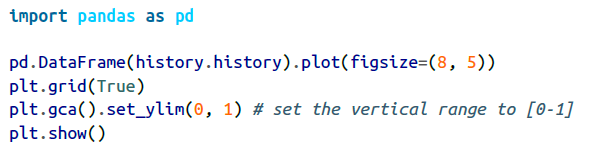 import pandas as pd
pd.DataFrame(history.history).plot(figsize=(8, 5))
plt.grid(True)
plt.gca().set_ylim(0, 1) # set the vertical range to [0-1]
plt.show()